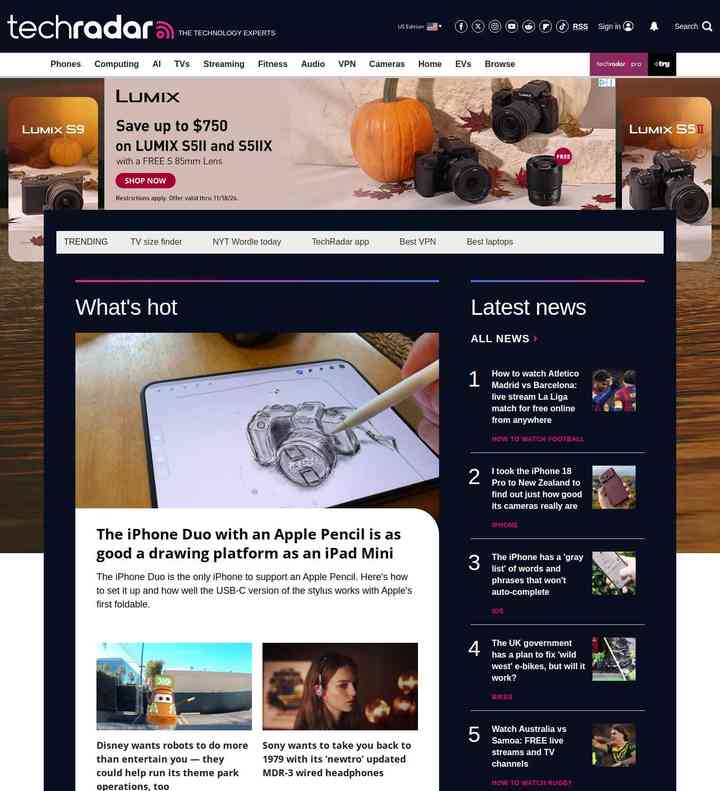 techradar THE TECHNOLOGY EXPERTS
US Edition
RSS
Sign in
Search
Phones Computing AI TVs Streaming Fitness Audio VPN Cameras Home EVs Browse
techradar pro
try
LUMIX S9
LUMIX
Save up to $750
on LUMIX S5II and S5IIX
with a FREE S 85mm Lens
SHOP NOW
Restrictions apply. Offer valid thru 11/18/26.
FREE
LUMIX S5II
TRENDING TV size finder NYT Wordle today TechRadar app Best VPN Best laptops
What's hot
The iPhone Duo with an Apple Pencil is as
good a drawing platform as an iPad Mini
The iPhone Duo is the only iPhone to support an Apple Pencil. Here's how
to set it up and how well the USB-C version of the stylus works with Apple's
first foldable.
Disney wants robots to do more
than entertain you — they
could help run its theme park
operations, too
Sony wants to take you back to
1979 with its 'newtro' updated
MDR-3 wired headphones
Latest news
ALL NEWS ›
1
How to watch Atletico
Madrid vs Barcelona:
live stream La Liga
match for free online
from anywhere
HOW TO WATCH FOOTBALL
2
I took the iPhone 18
Pro to New Zealand to
find out just how good
its cameras really are
IPHONE
3
The iPhone has a 'gray
list' of words and
phrases that won't
auto-complete
IOS
4
The UK government
has a plan to fix 'wild
west' e-bikes, but will it
work?
BIKES
5
Watch Australia vs
Samoa: FREE live
streams and TV
channels
HOW TO WATCH RUGBY